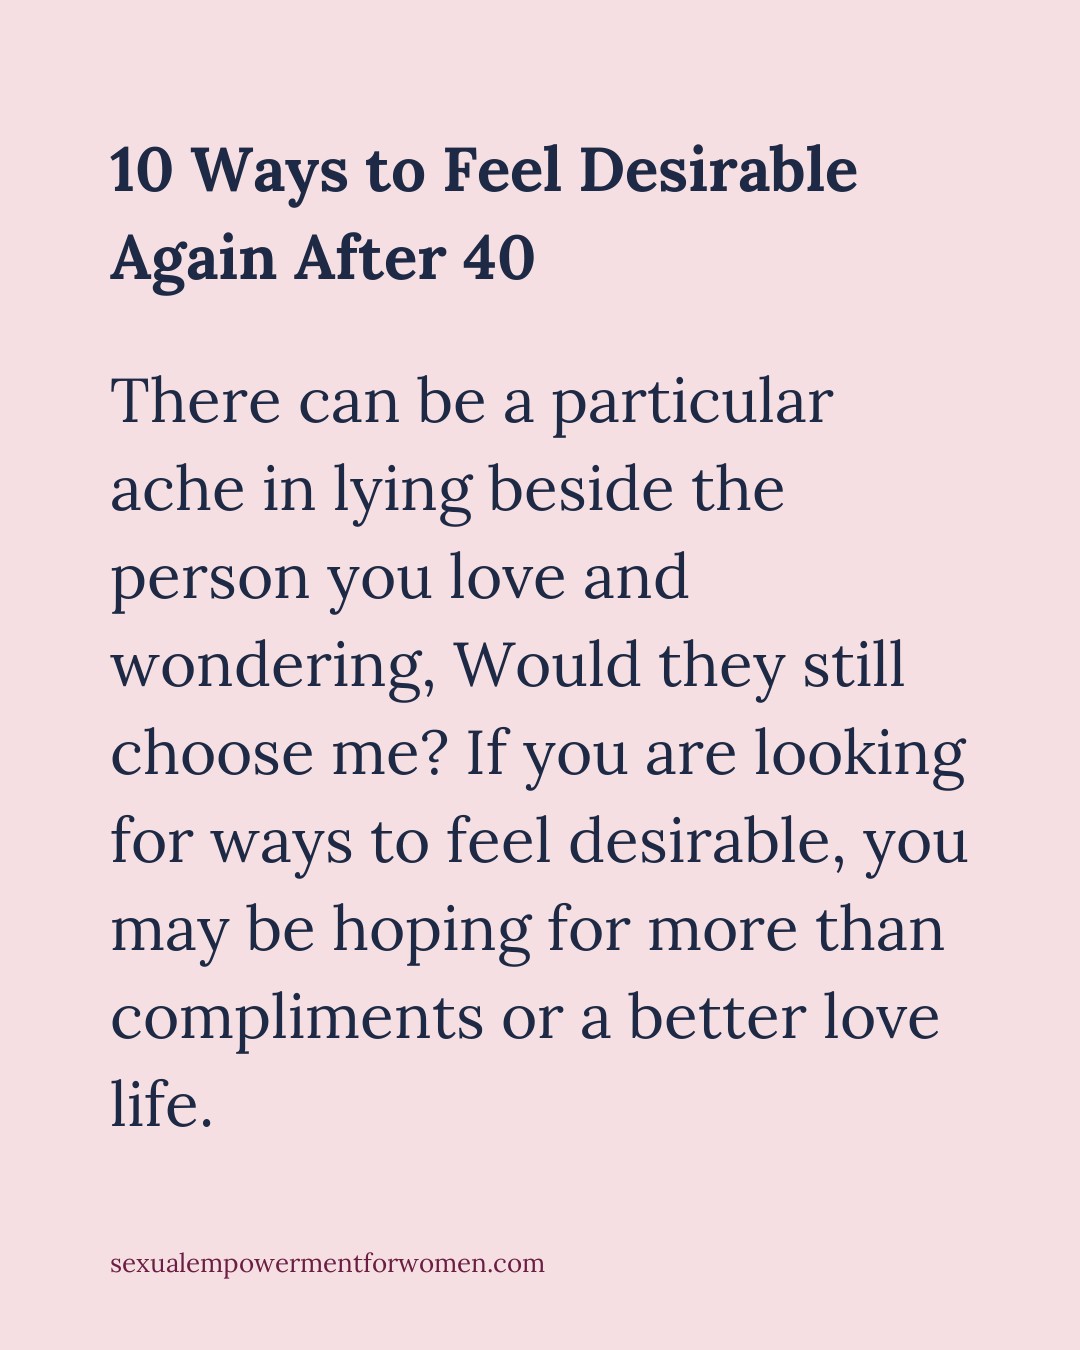 10 Ways to Feel Desirable
Again After 40
There can be a particular
ache in lying beside the
person you love and
wondering, Would they still
choose me? If you are looking
for ways to feel desirable, you
may be hoping for more than
compliments or a better love
life.
sexualempowermentforwomen.com